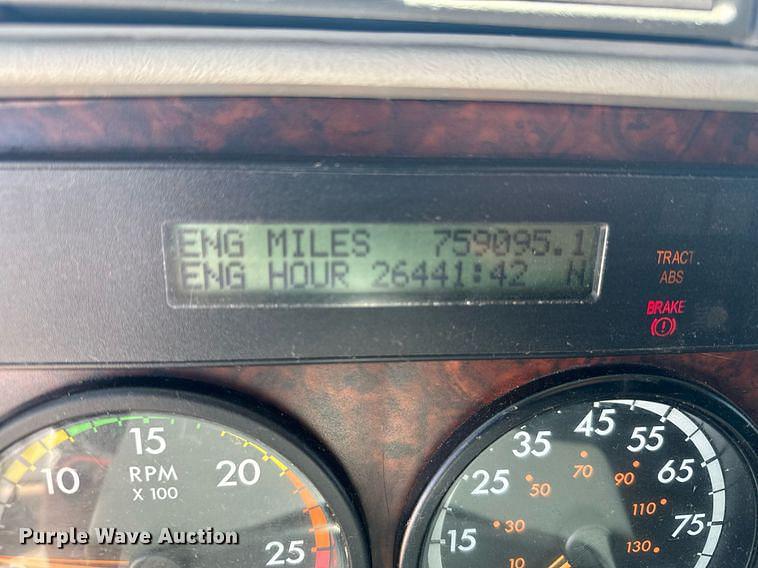 ENG MILES 759095.1
ENG HOUR 26441:42 N
TRACT
ABS
BRAKE
10 15 20 25
RPM
X 100
15 25 35 45 55 65 75
10 30 50 70 90 110 130
Purple Wave Auction